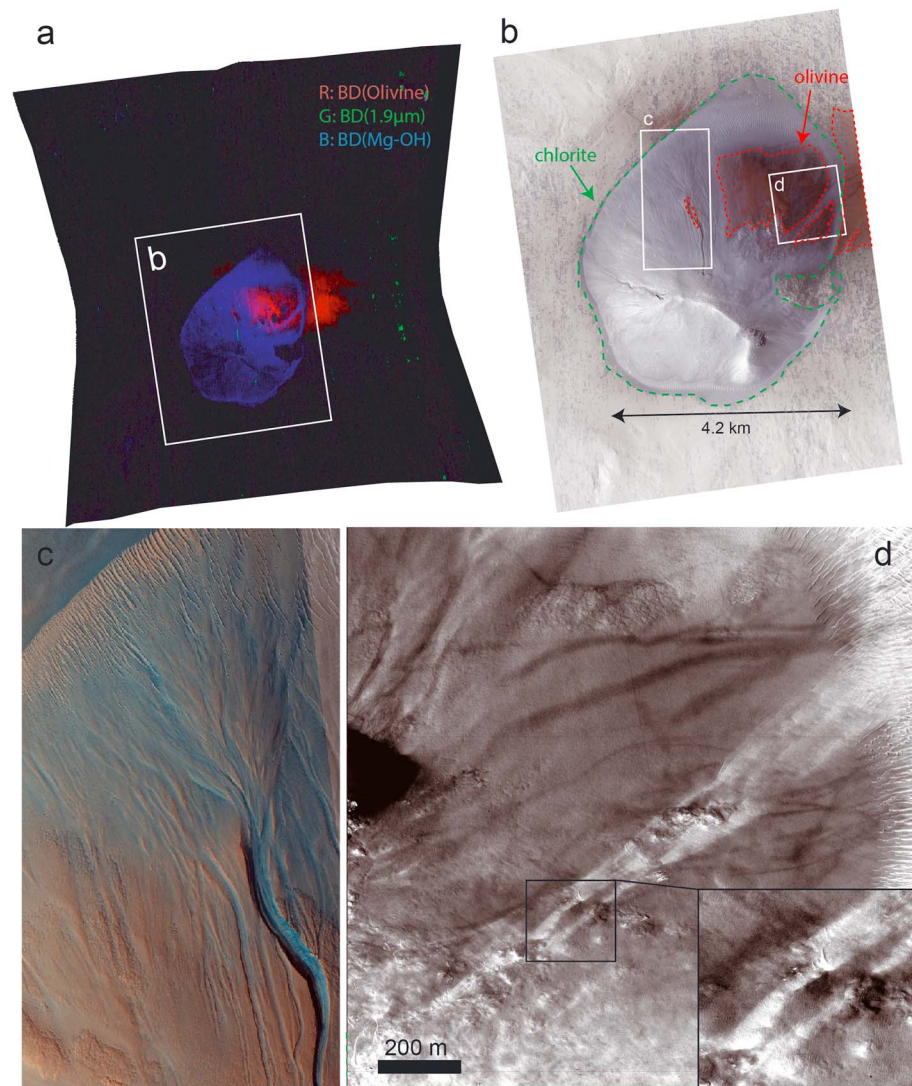 a
R: BD(Olivine)
G: BD(1.9µm)
B: BD(Mg-OH)
b
b
olivine
c
chlorite
d
4.2 km
c
d
200 m